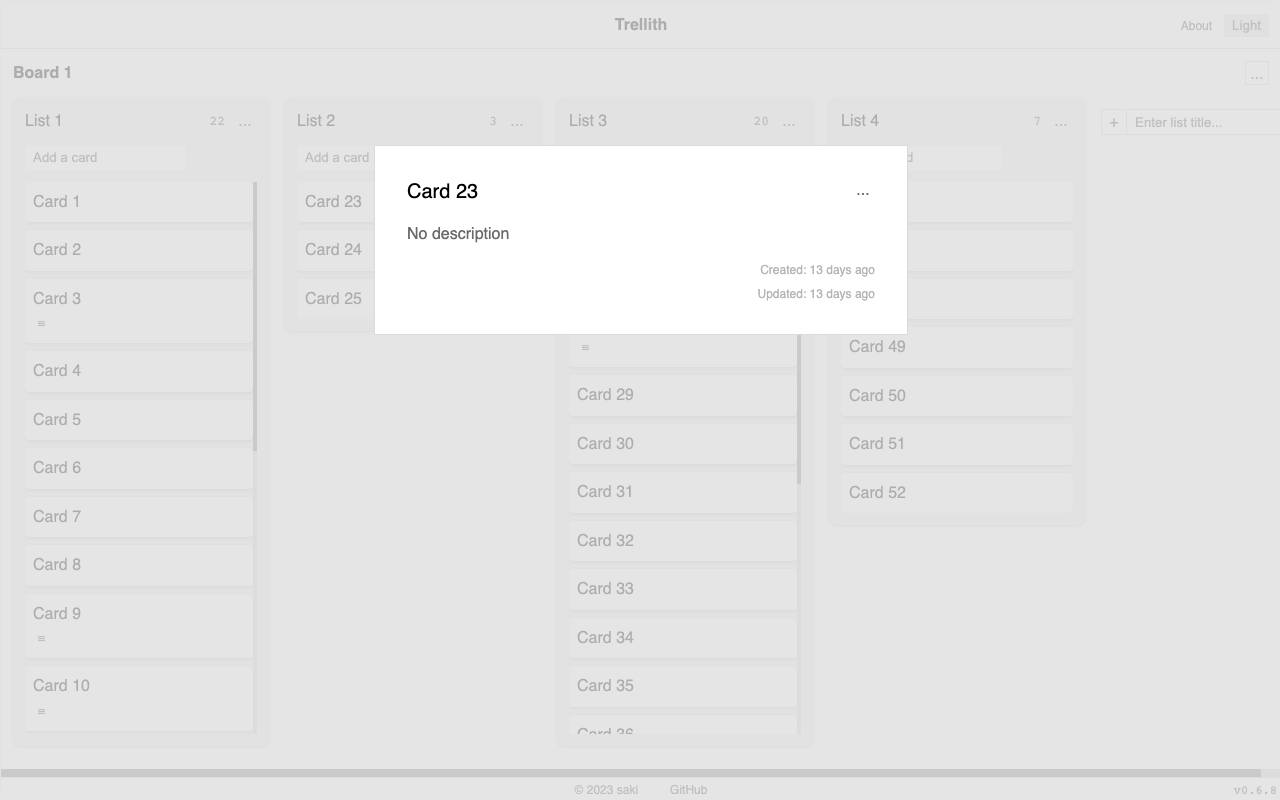 Trellith
About
Light
Board 1
...
List 1
22
...
Add a card
Card 1
Card 2
Card 3
Card 4
Card 5
Card 6
Card 7
Card 8
Card 9
Card 10
List 2
3
...
Add a card
Card 23
Card 24
Card 25
List 3
20
...
Card 29
Card 30
Card 31
Card 32
Card 33
Card 34
Card 35
Card 36
List 4
7
...
Card 49
Card 50
Card 51
Card 52
+
Enter list title...
Card 23
...
No description
Created: 13 days ago
Updated: 13 days ago
© 2023 saki
GitHub
v0.6.8